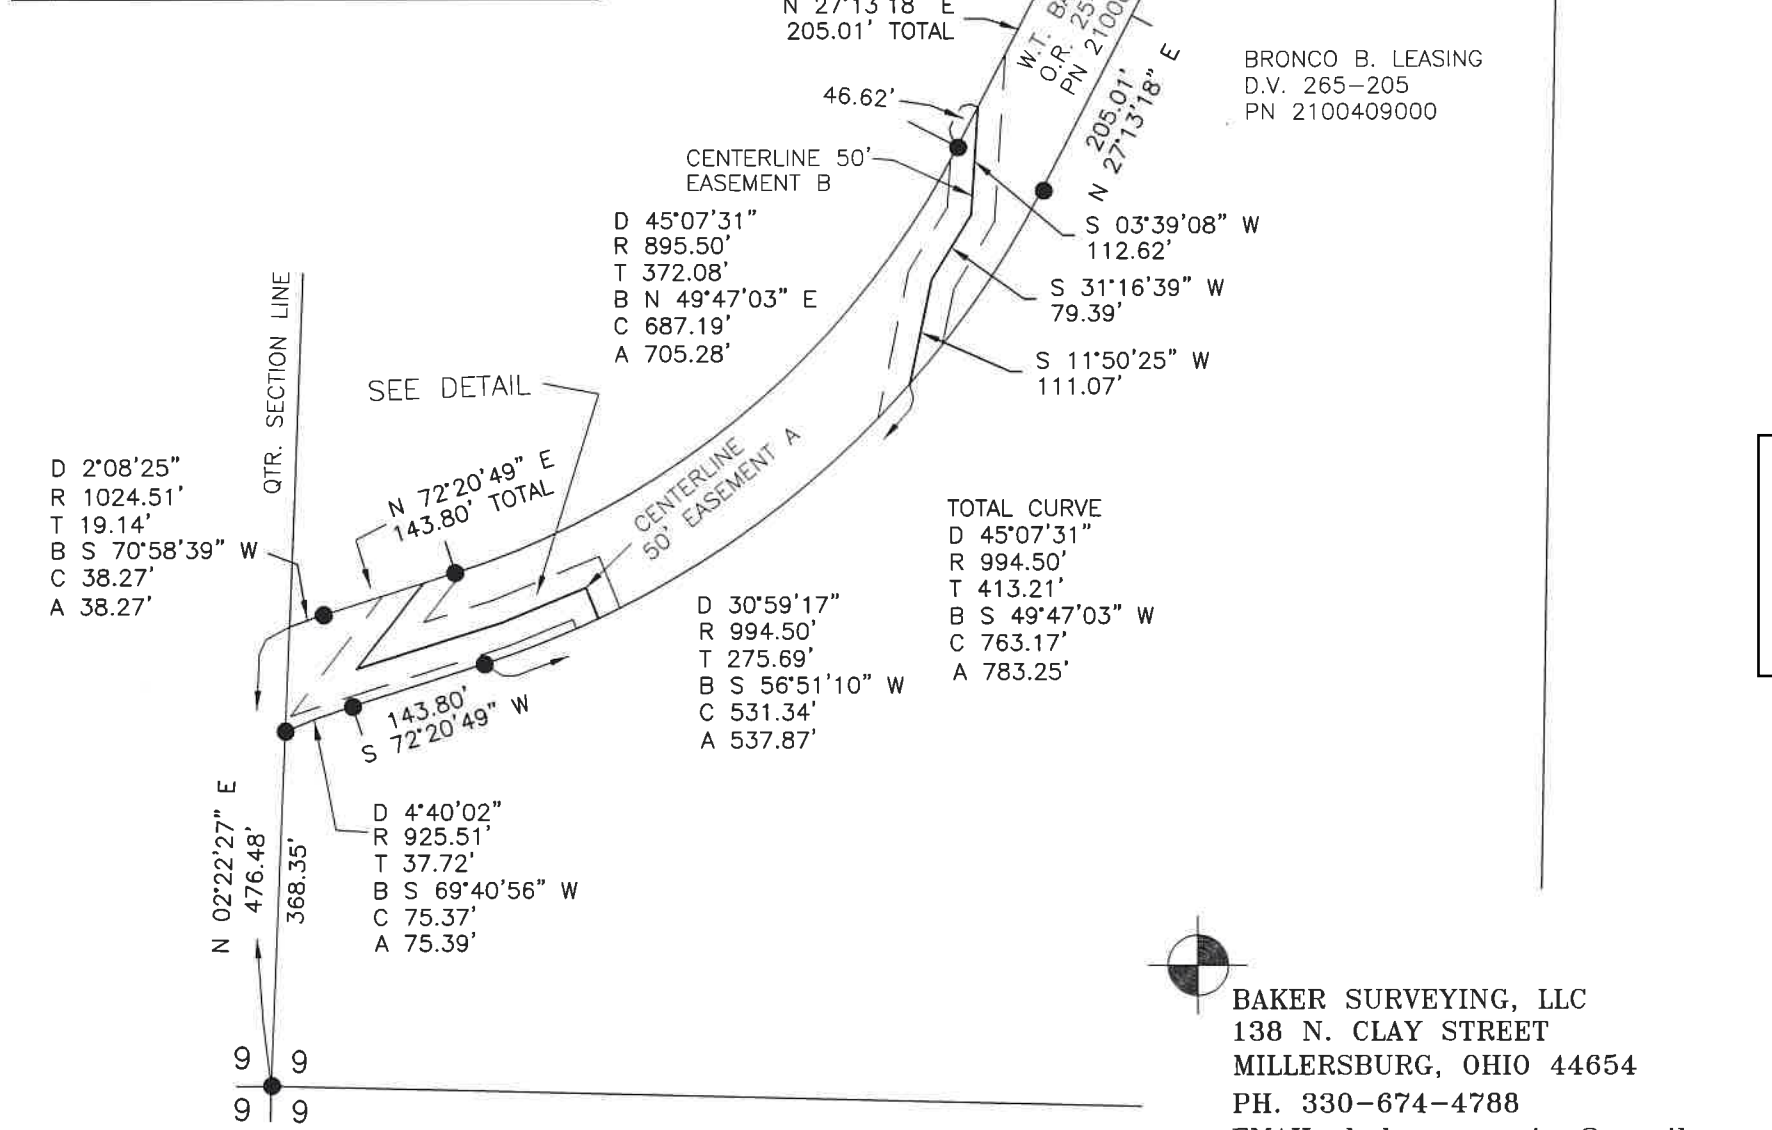 N 27°13'18" E
205.01' TOTAL
W.T.
O.R.
PN
205.01'
N 27°13'18" E
BRONCO B. LEASING
D.V. 265-205
PN 2100409000
46.62'
CENTERLINE 50'
EASEMENT B
D 45°07'31"
R 895.50'
T 372.08'
B N 49°47'03" E
C 687.19'
A 705.28'
S 03°39'08" W
112.62'
S 31°16'39" W
79.39'
S 11°50'25" W
111.07'
QTR. SECTION LINE
SEE DETAIL
N 72°20'49" E
143.80' TOTAL
CENTERLINE
50' EASEMENT A
D 2°08'25"
R 1024.51'
T 19.14'
B S 70°58'39" W
C 38.27'
A 38.27'
TOTAL CURVE
D 45°07'31"
R 994.50'
T 413.21'
B S 49°47'03" W
C 763.17'
A 783.25'
D 30°59'17"
R 994.50'
T 275.69'
B S 56°51'10" W
C 531.34'
A 537.87'
143.80'
S 72°20'49" W
D 4°40'02"
R 925.51'
T 37.72'
B S 69°40'56" W
C 75.37'
A 75.39'
N 02°22'27" E
476.48'
368.35'
9 9
9 9
BAKER SURVEYING, LLC
138 N. CLAY STREET
MILLERSBURG, OHIO 44654
PH. 330-674-4788